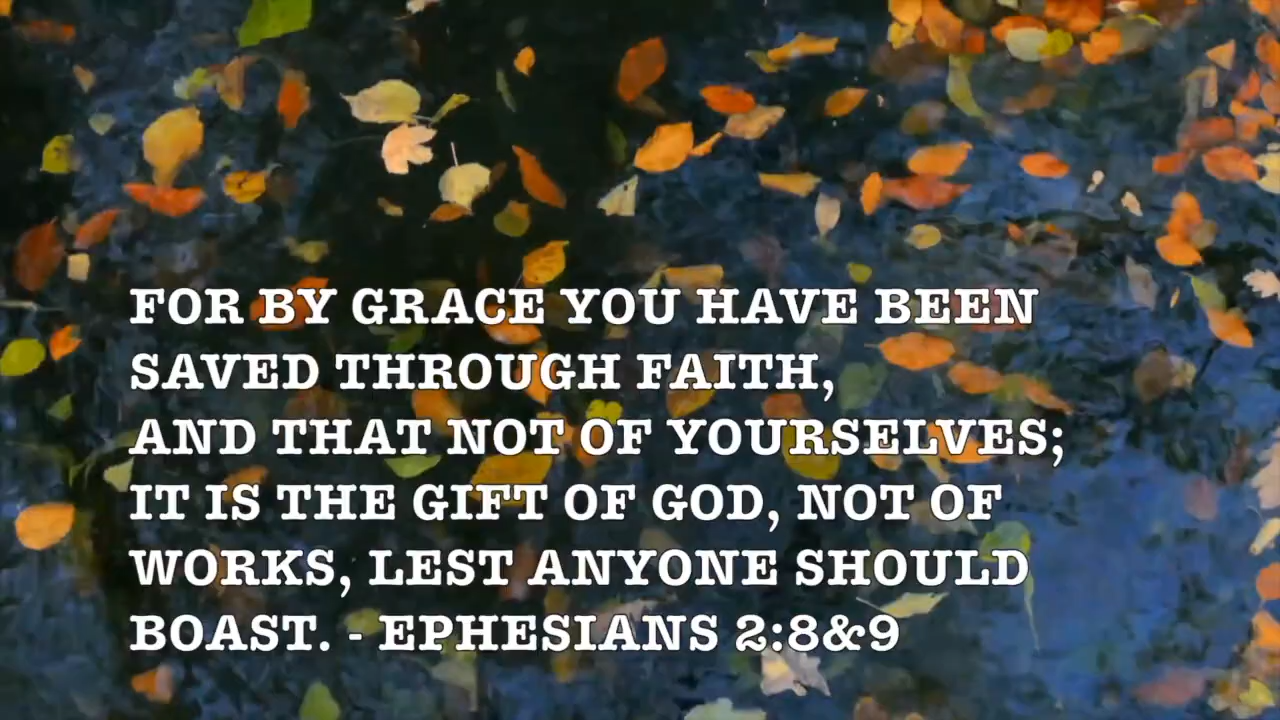 FOR BY GRACE YOU HAVE BEEN
SAVED THROUGH FAITH,
AND THAT NOT OF YOURSELVES;
IT IS THE GIFT OF GOD, NOT OF
WORKS, LEST ANYONE SHOULD
BOAST. - EPHESIANS 2:8&9